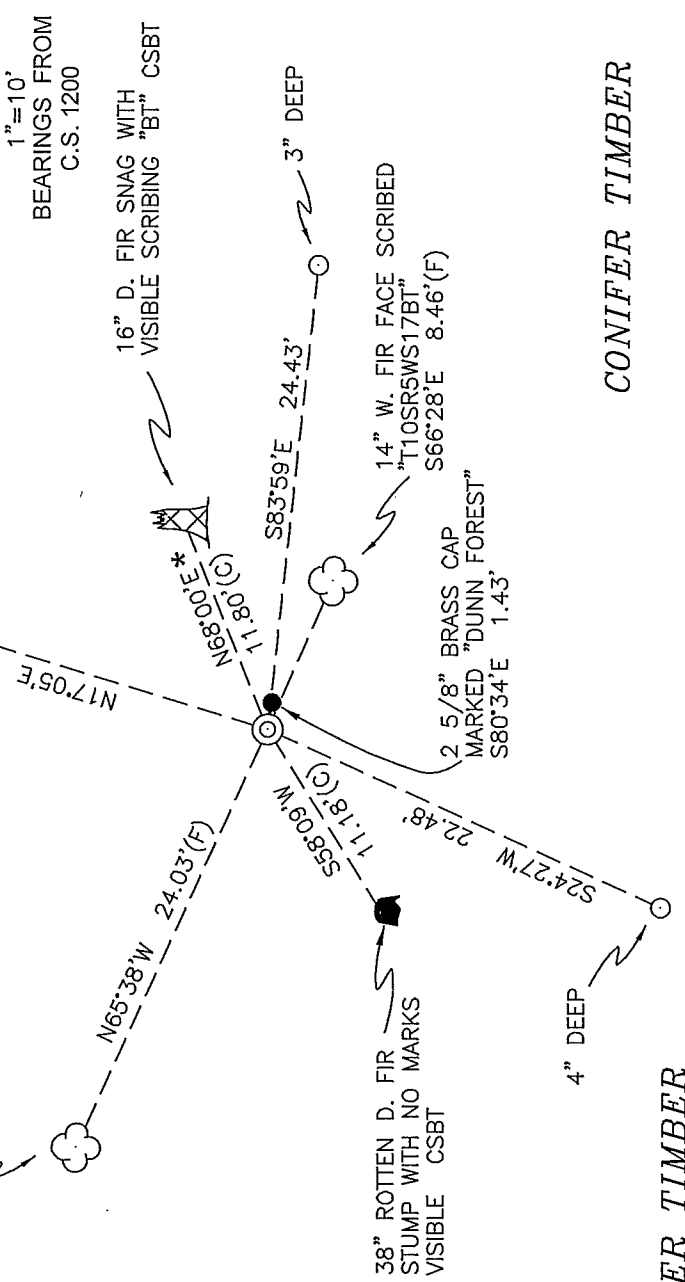 1"=10'
BEARINGS FROM
C.S. 1200
16" D. FIR SNAG WITH
VISIBLE SCRIBING "BT" CSBT
3" DEEP
N17°05'E
N68°00'E*
11.80'(C)
S83°59'E 24.43'
14" W. FIR FACE SCRIBED
"T10SR5WS17BT"
S66°28'E 8.46'(F)
N65°38'W 24.03'(F)
S58°09'W
11.18'(C)
2 5/8" BRASS CAP
MARKED "DUNN FOREST"
S80°34'E 1.43'
S24°27'W 22.48'
38" ROTTEN D. FIR
STUMP WITH NO MARKS
VISIBLE CSBT
4" DEEP
CONIFER TIMBER
ER TIMBER